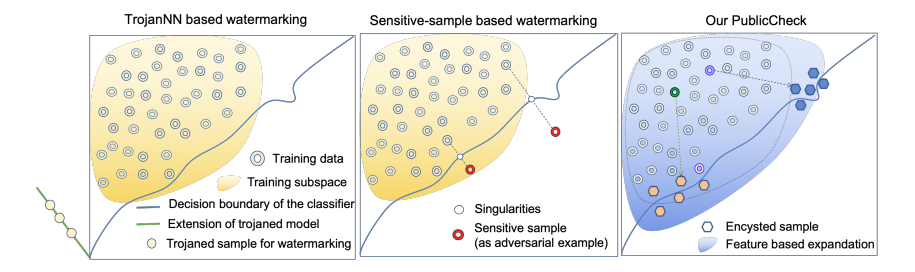 TrojanNN based watermarking
Sensitive-sample based watermarking
Our PublicCheck
Training data
Training subspace
Decision boundary of the classifier
Extension of trojaned model
Trojaned sample for watermarking
Singularities
Sensitive sample
(as adversarial example)
Encysted sample
Feature based expandation